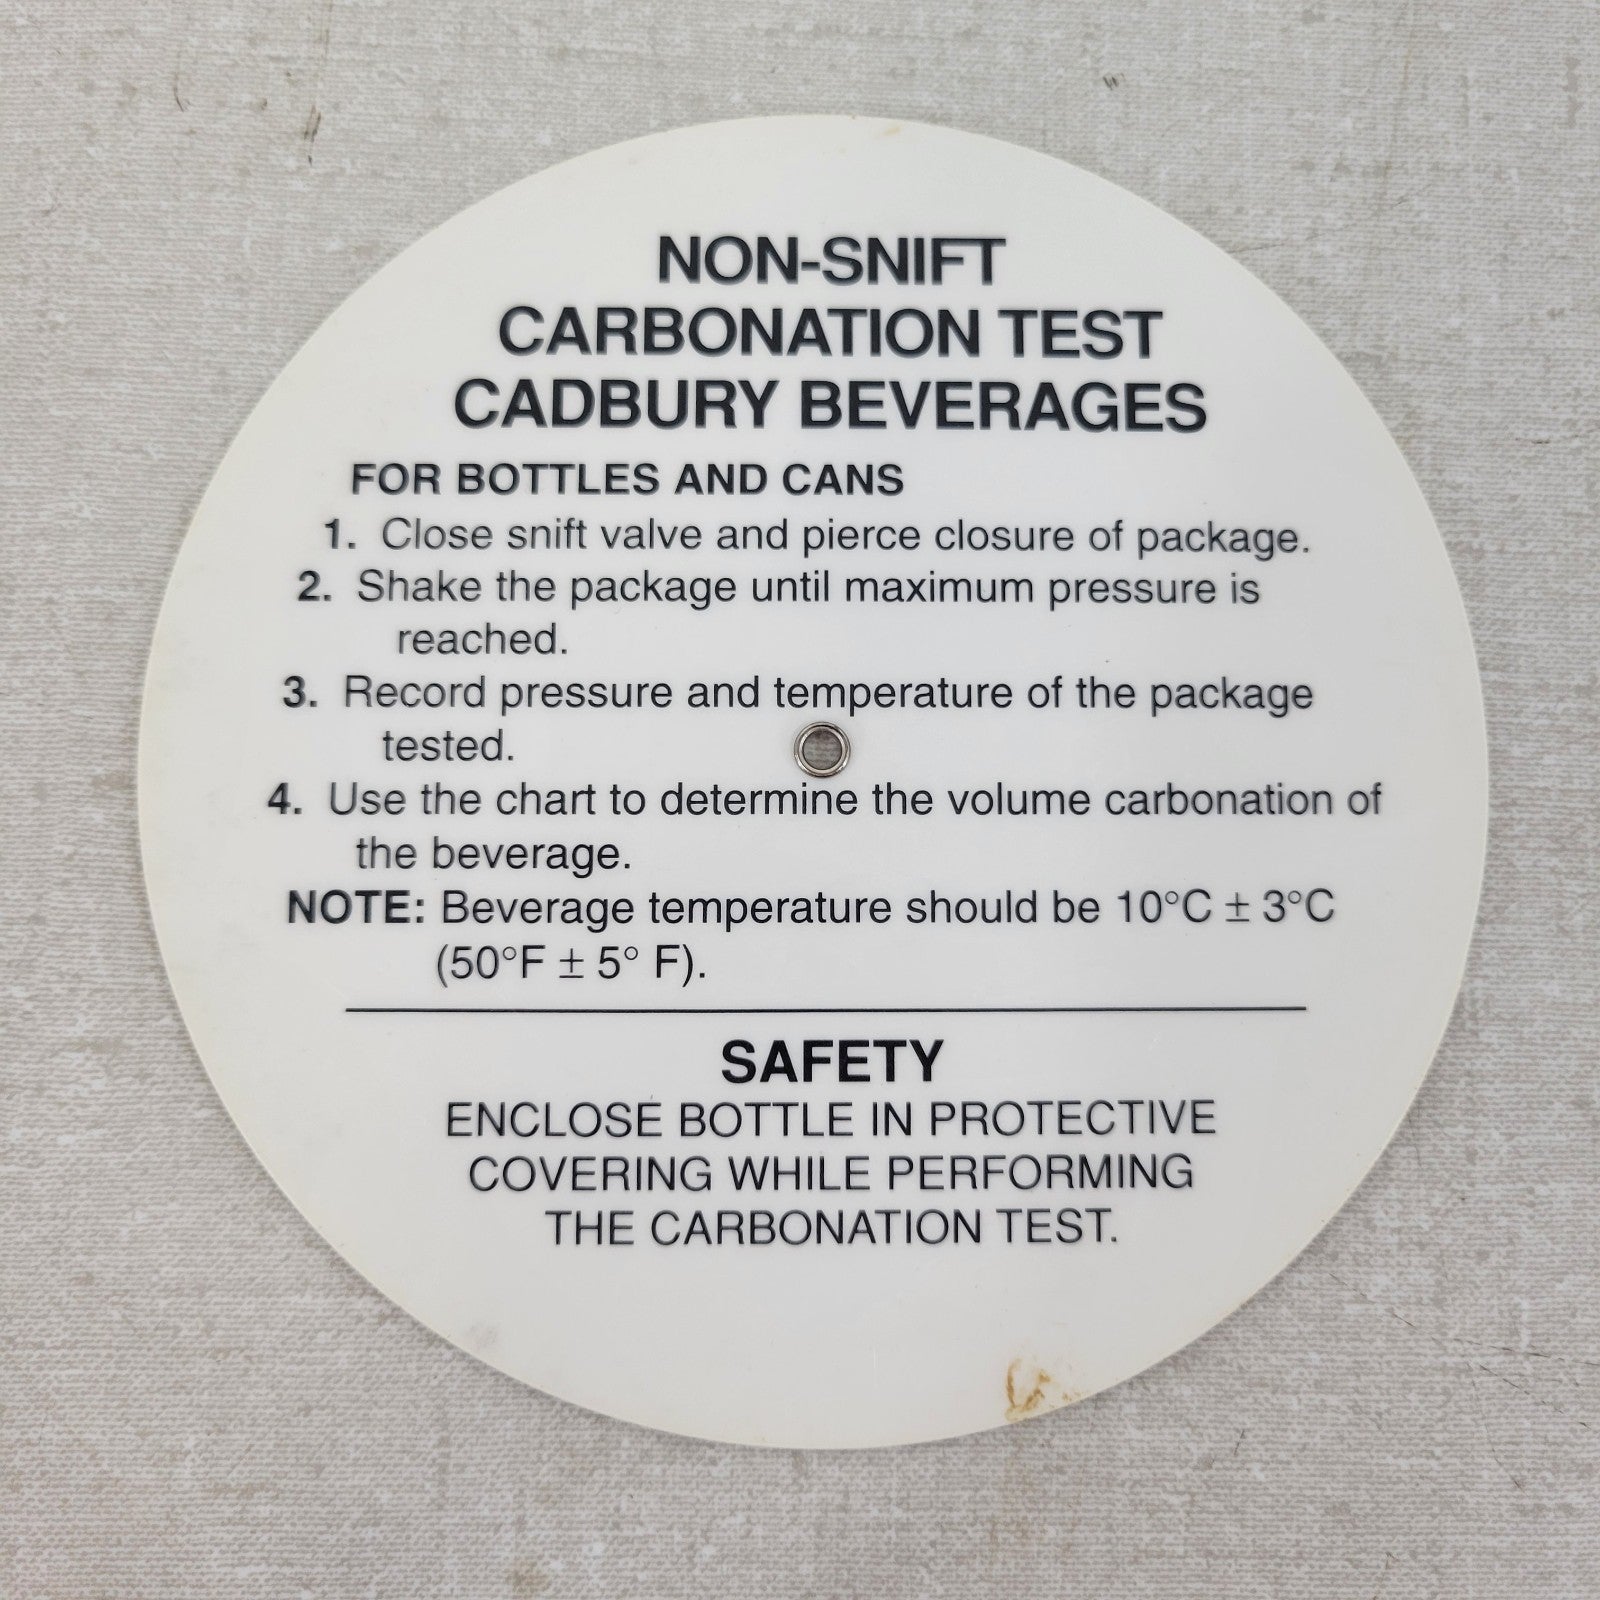 NON-SNIFT
CARBONATION TEST
CADBURY BEVERAGES
FOR BOTTLES AND CANS
1. Close snift valve and pierce closure of package.
2. Shake the package until maximum pressure is
reached.
3. Record pressure and temperature of the package
tested.
4. Use the chart to determine the volume carbonation of
the beverage.
NOTE: Beverage temperature should be 10°C ± 3°C
(50°F ± 5° F).
SAFETY
ENCLOSE BOTTLE IN PROTECTIVE
COVERING WHILE PERFORMING
THE CARBONATION TEST.